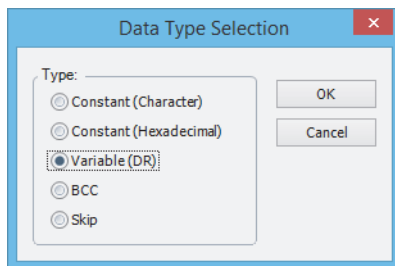 Data Type Selection
Type:
Constant (Character)
Constant (Hexadecimal)
Variable (DR)
BCC
Skip
OK
Cancel